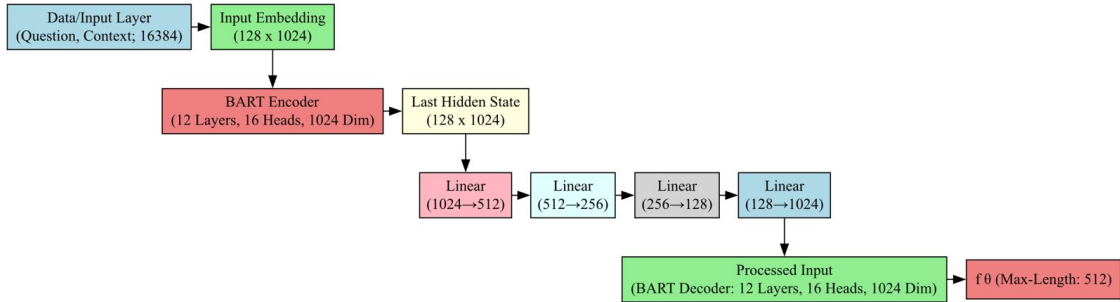 Data/Input Layer
(Question, Context; 16384)
Input Embedding
(128 x 1024)
BART Encoder
(12 Layers, 16 Heads, 1024 Dim)
Last Hidden State
(128 x 1024)
Linear
(1024→512)
Linear
(512→256)
Linear
(256→128)
Linear
(128→1024)
Processed Input
(BART Decoder: 12 Layers, 16 Heads, 1024 Dim)
f θ (Max-Length: 512)